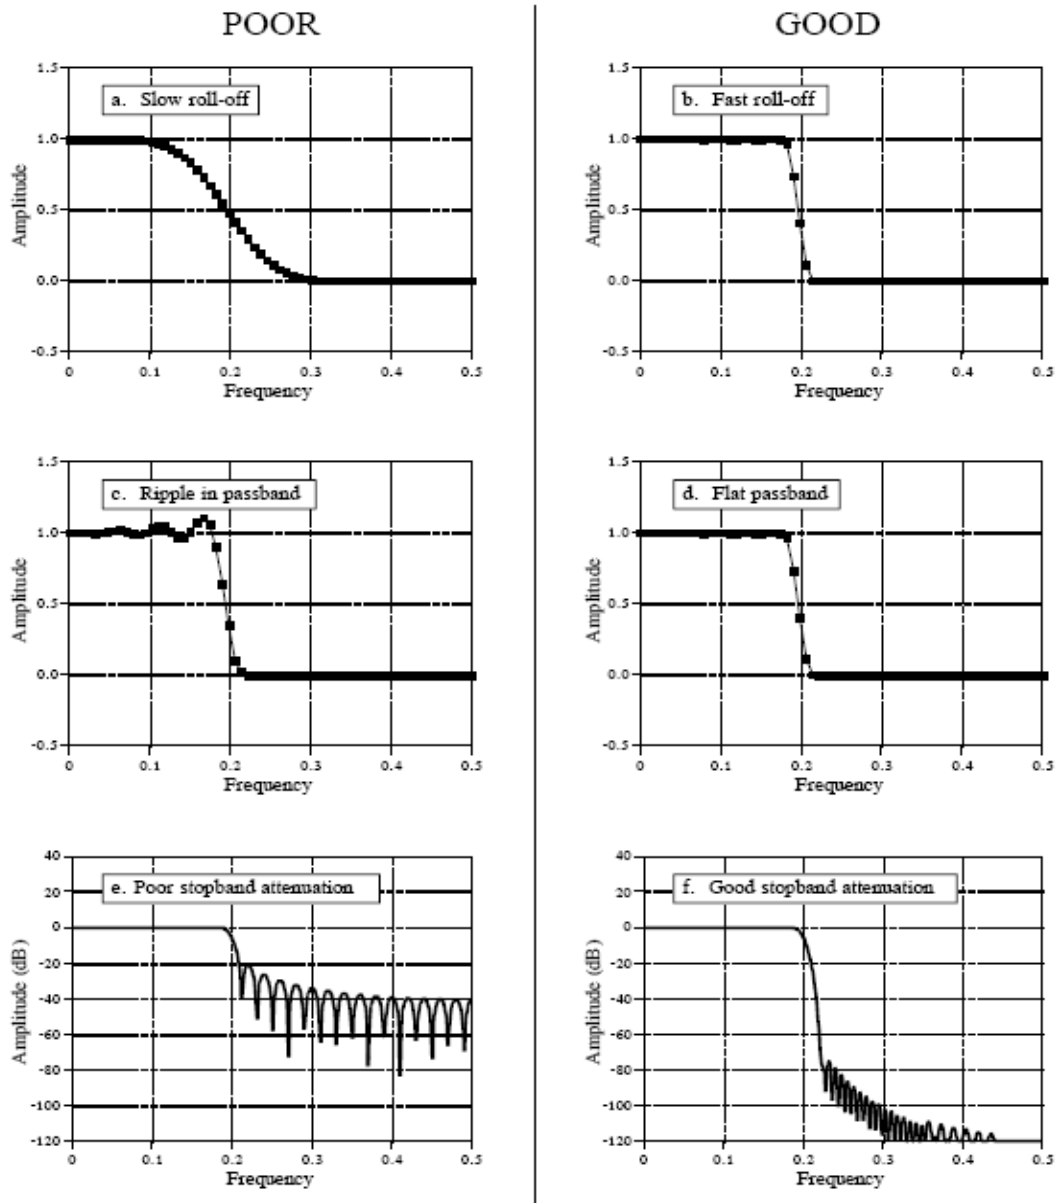 POOR
GOOD
1.5
1.0
0.5
0.0
-0.5
Amplitude
a. Slow roll-off
0 0.1 0.2 0.3 0.4 0.5
Frequency
1.5
1.0
0.5
0.0
-0.5
Amplitude
b. Fast roll-off
0 0.1 0.2 0.3 0.4 0.5
Frequency
1.5
1.0
0.5
0.0
-0.5
Amplitude
c. Ripple in passband
0 0.1 0.2 0.3 0.4 0.5
Frequency
1.5
1.0
0.5
0.0
-0.5
Amplitude
d. Flat passband
0 0.1 0.2 0.3 0.4 0.5
Frequency
40
20
0
-20
-40
-60
-80
-100
-120
Amplitude (dB)
e. Poor stopband attenuation
0 0.1 0.2 0.3 0.4 0.5
Frequency
40
20
0
-20
-40
-60
-80
-100
-120
Amplitude (dB)
f. Good stopband attenuation
0 0.1 0.2 0.3 0.4 0.5
Frequency